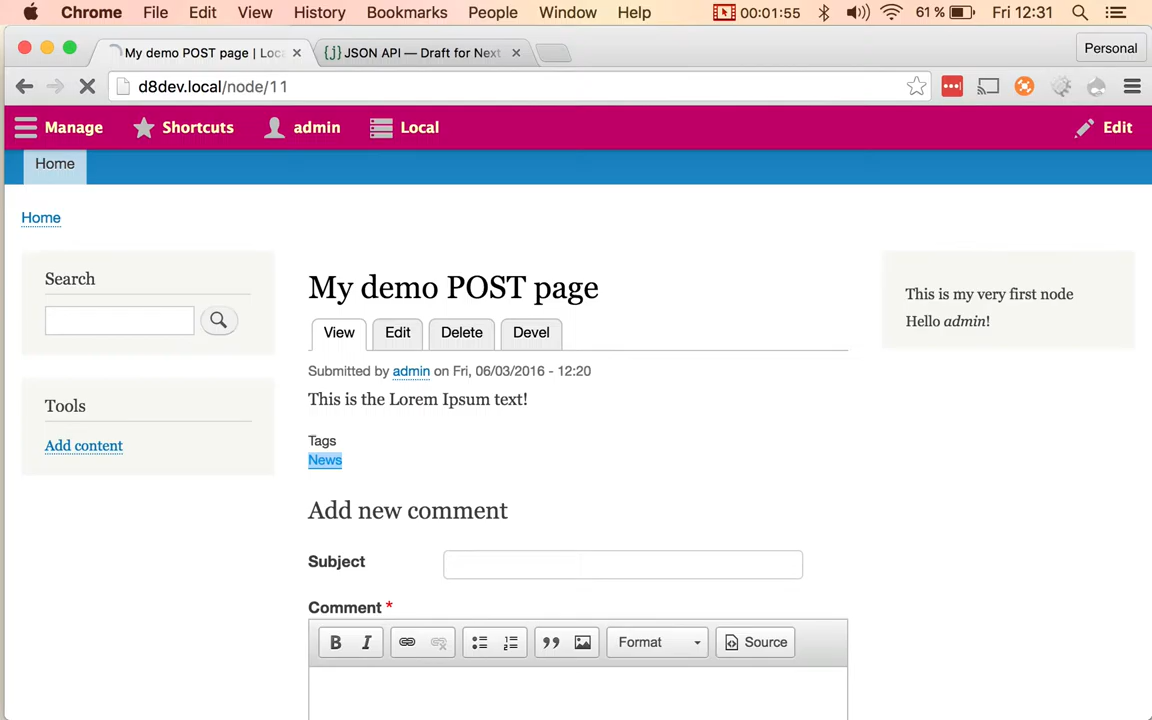 Chrome File Edit View History Bookmarks People Window Help 00:01:55 61 % Fri 12:31
My demo POST page | Loca × {j} JSON API — Draft for Next × Personal
d8dev.local/node/11
Manage Shortcuts admin Local Edit
Home
Home
Search
Tools
Add content
My demo POST page
View Edit Delete Devel
Submitted by admin on Fri, 06/03/2016 - 12:20
This is the Lorem Ipsum text!
Tags
News
Add new comment
Subject
Comment *
B I Format Source
This is my very first node
Hello admin!